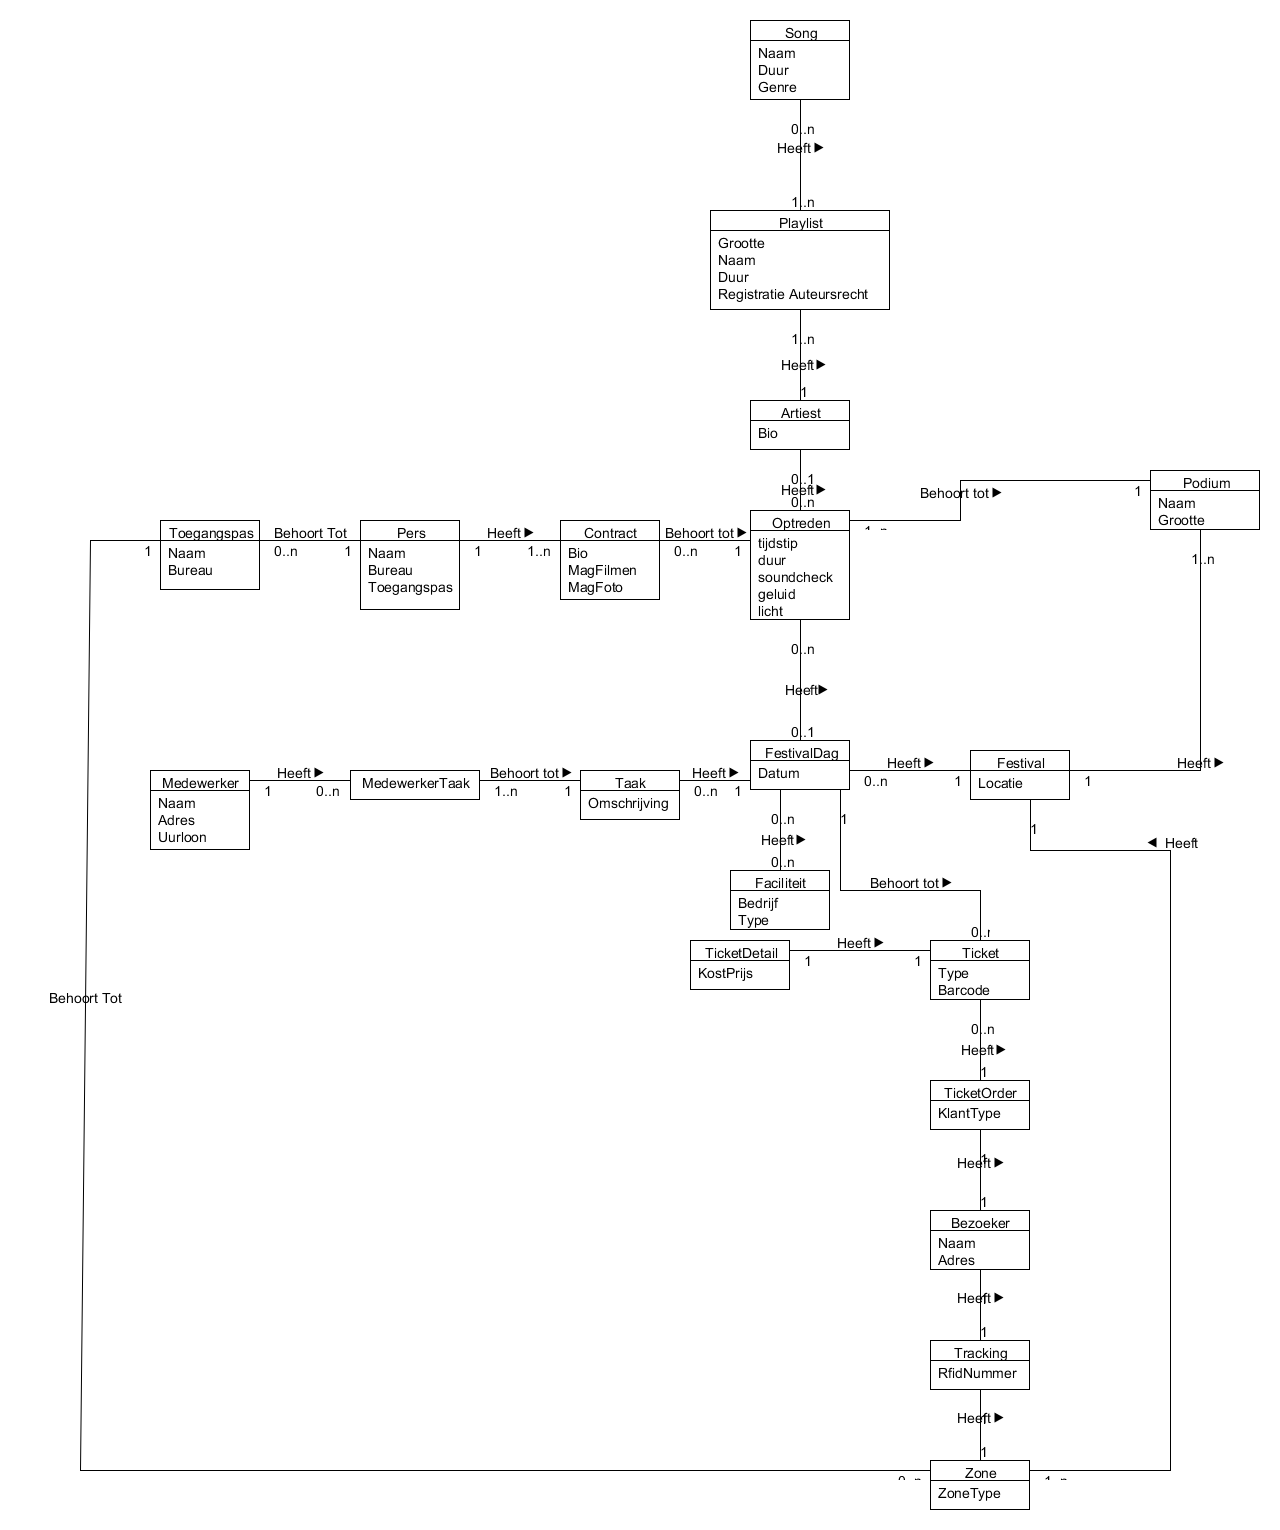 Song
Naam
Duur
Genre
0..n
Heeft
1..n
Playlist
Grootte
Naam
Duur
Registratie Auteursrecht
1..n
Heeft
1
Artiest
Bio
0..1
Heeft
0..n
Optreden
tijdstip
duur
soundcheck
geluid
licht
1..n
Behoort tot
1
Podium
Naam
Grootte
1..n
Heeft
1
Toegangspas
Naam
Bureau
1
Behoort Tot
0..n
1
Pers
Naam
Bureau
Toegangspas
Heeft
1
1..n
Contract
Bio
MagFilmen
MagFoto
Behoort tot
0..n
1
0..n
Heeft
0..1
FestivalDag
Datum
Heeft
0..n
1
Festival
Locatie
1
Heeft
Medewerker
Naam
Adres
Uurloon
Heeft
1
0..n
MedewerkerTaak
Behoort tot
1..n
1
Taak
Omschrijving
Heeft
0..n
1
0..n
Heeft
0..n
Faciliteit
Bedrijf
Type
1
Behoort tot
0..n
TicketDetail
KostPrijs
Heeft
1
1
Ticket
Type
Barcode
0..n
Heeft
1
TicketOrder
KlantType
1
Heeft
1
Bezoeker
Naam
Adres
Heeft
1
Tracking
RfidNummer
Heeft
1
Zone
ZoneType
0..n
1..n
Behoort Tot